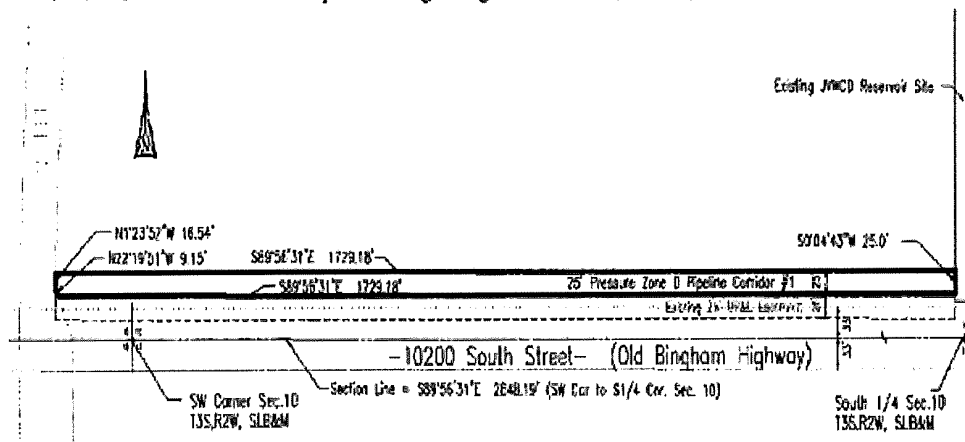 Existing JVWCD Reservoir Site
N1°23'52"W 16.54'
N22°19'51"W 9.15'
S89°56'31"E 1729.18'
S0°04'43"W 25.0'
S89°56'31"E 1729.18'
25' Pressure Zone D Pipeline Corridor #1
Existing
-10200 South Street- (Old Bingham Highway)
Section Line = S89°56'31"E 2648.19' (SW Cor to S1/4 Cor. Sec. 10)
SW Corner Sec.10
T3S,R2W, SLB&M
South 1/4 Sec.10
T3S,R2W, SLB&M